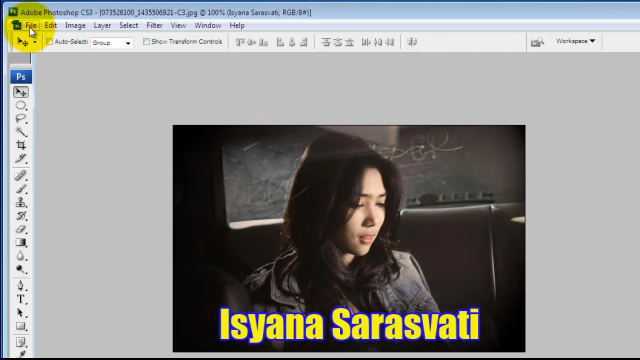 Adobe Photoshop CS3 - [073526100_1435506921-C3.jpg @ 100% (Isyana Sarasvati, RGB/8#)]
File Edit Image Layer Select Filter View Window Help
Auto-Select: Group Show Transform Controls Workspace
Ps
Isyana Sarasvati